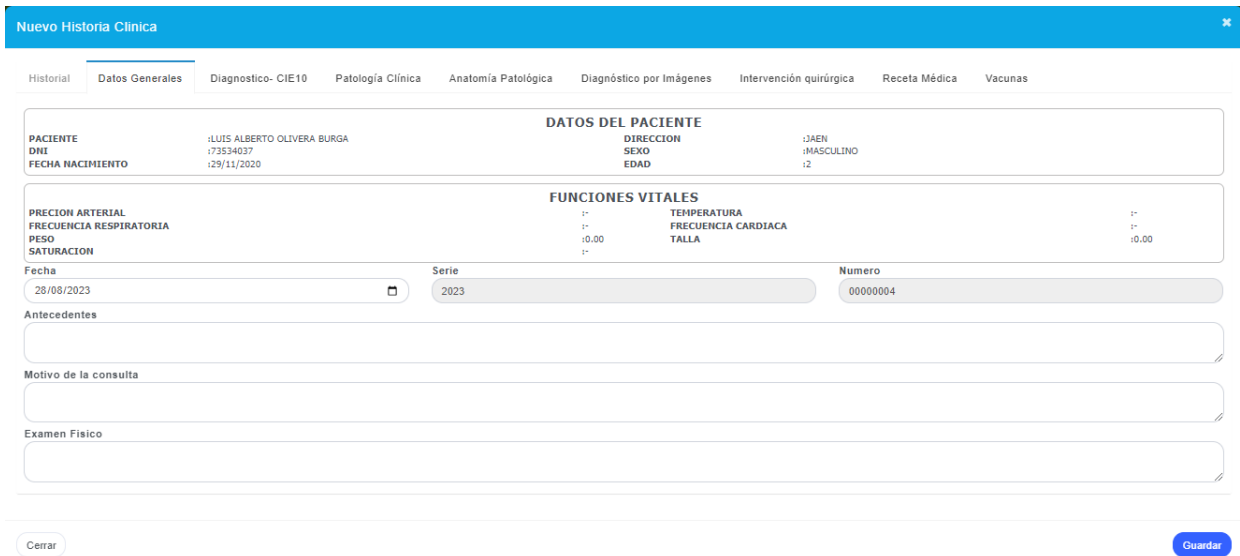 Nuevo Historia Clinica
Historial Datos Generales Diagnostico- CIE10 Patología Clínica Anatomía Patológica Diagnóstico por Imágenes Intervención quirúrgica Receta Médica Vacunas
DATOS DEL PACIENTE
PACIENTE :LUIS ALBERTO OLIVERA BURGA DIRECCION :JAEN
DNI :73534037 SEXO :MASCULINO
FECHA NACIMIENTO :29/11/2020 EDAD :2
FUNCIONES VITALES
PRECION ARTERIAL :- TEMPERATURA :-
FRECUENCIA RESPIRATORIA :- FRECUENCIA CARDIACA :-
PESO :0.00 TALLA :0.00
SATURACION :-
Fecha Serie Numero
28/08/2023 2023 00000004
Antecedentes
Motivo de la consulta
Examen Fisico
Cerrar Guardar